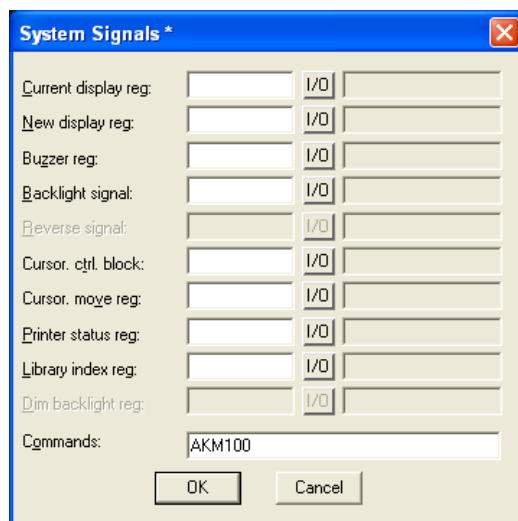 System Signals *
Current display reg: I/O
New display reg: I/O
Buzzer reg: I/O
Backlight signal: I/O
Reverse signal: I/O
Cursor. ctrl. block: I/O
Cursor. move reg: I/O
Printer status reg: I/O
Library index reg: I/O
Dim backlight reg: I/O
Commands: AKM100
OK Cancel